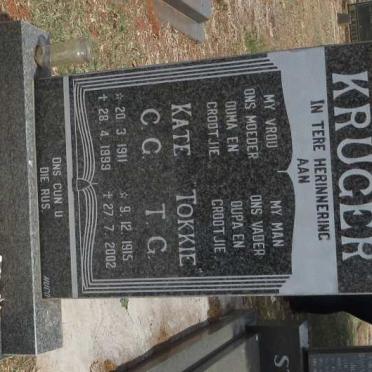 KRUGER
IN TERE HERINNERING
AAN
MY VROU
ONS MOEDER
OUMA EN
GROOTJIE
KATE
C. G.
☆ 20. 3. 1911
✝ 28. 4. 1999
MY MAN
ONS VADER
OUPA EN
GROOTJIE
"TOKKIE"
T G.
☆ 9. 12. 1915.
✝ 27. 7. 2002
ONS GUN U
DIE RUS